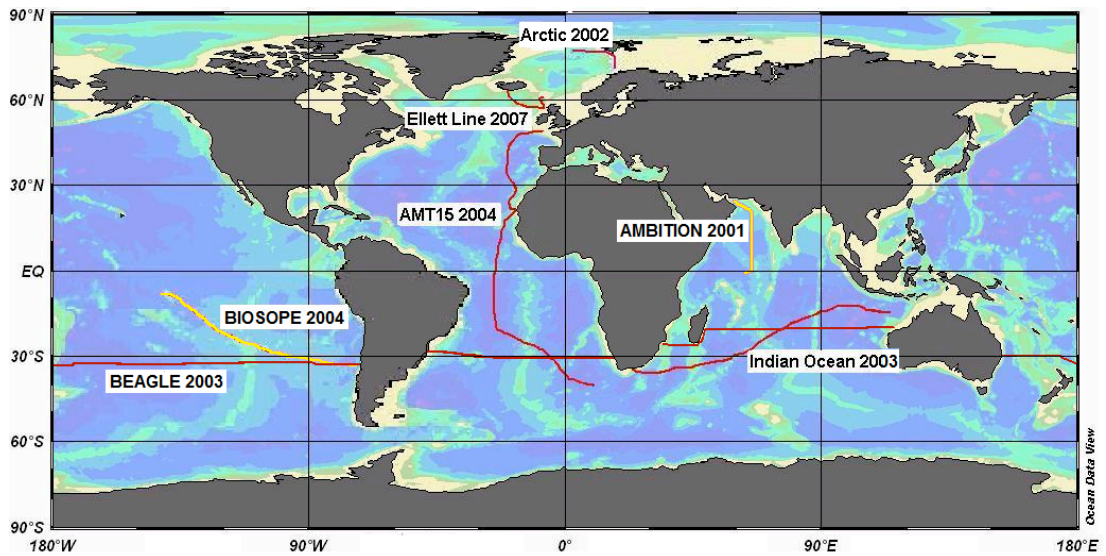 90°N
Arctic 2002
60°N
Ellett Line 2007
30°N
AMT15 2004
AMBITION 2001
EQ
BIOSOPE 2004
30°S
Indian Ocean 2003
BEAGLE 2003
60°S
Ocean Data View
90°S
180°W
90°W
0°
90°E
180°E